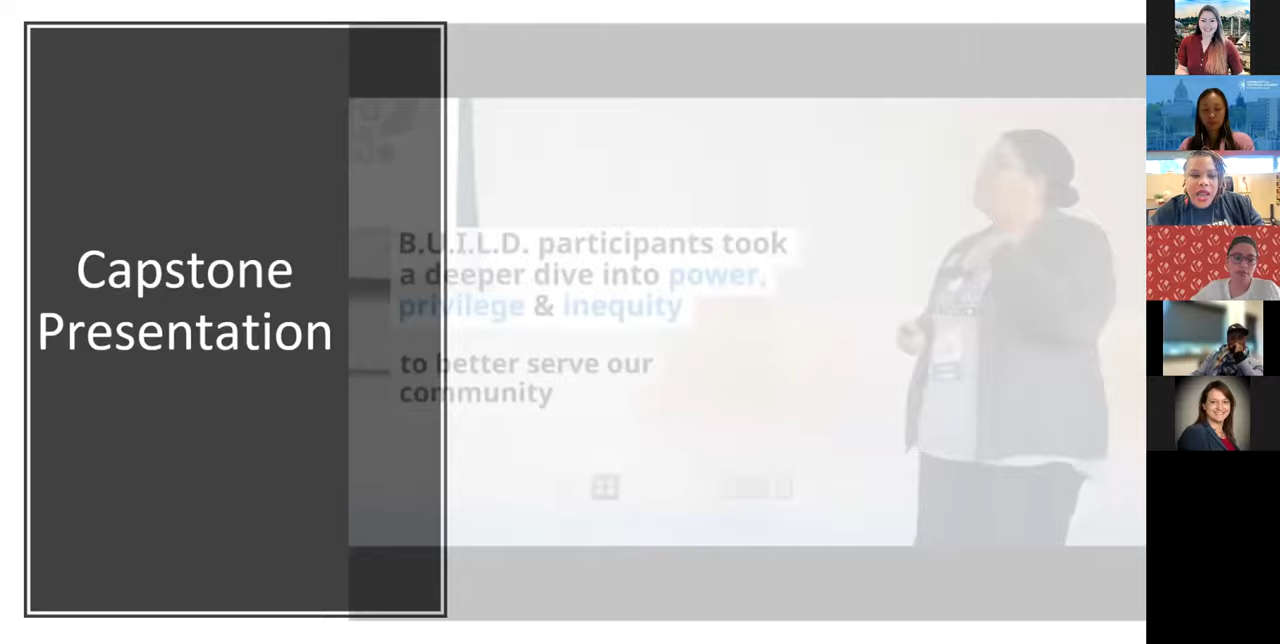 Capstone
Presentation
B.U.I.L.D. participants took
a deeper dive into power,
privilege & inequity
to better serve our
community